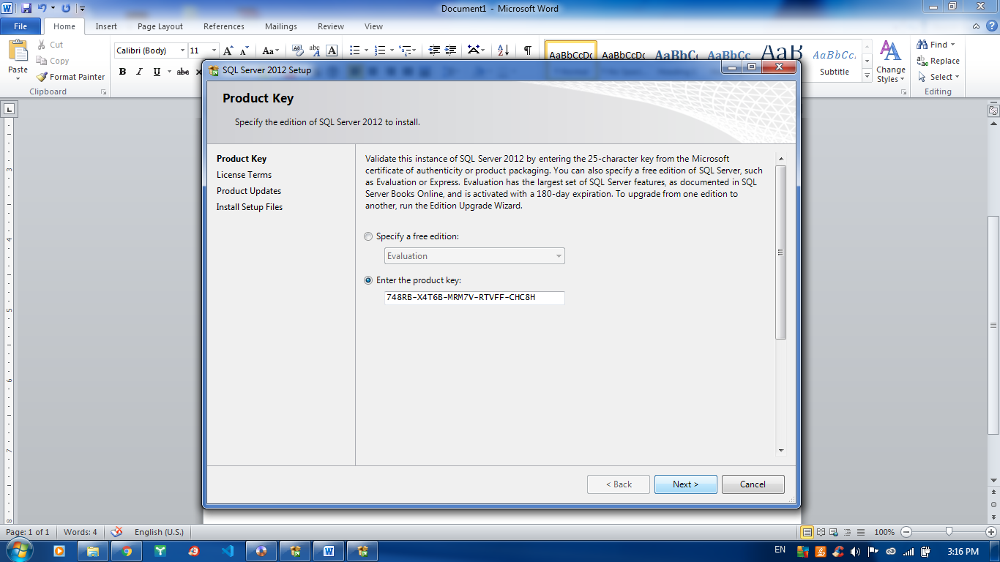 Document1 - Microsoft Word
File Home Insert Page Layout References Mailings Review View
Paste
Cut
Copy
Format Painter
Clipboard
Calibri (Body) 11
B I U abc
AaBbCcDc AaBbCcDc AaBbC AaBbCc AaB AaBbCc.
Subtitle
Change
Styles
Find
Replace
Select
Editing
SQL Server 2012 Setup
Product Key
Specify the edition of SQL Server 2012 to install.
Product Key
License Terms
Product Updates
Install Setup Files
Validate this instance of SQL Server 2012 by entering the 25-character key from the Microsoft
certificate of authenticity or product packaging. You can also specify a free edition of SQL Server, such
as Evaluation or Express. Evaluation has the largest set of SQL Server features, as documented in SQL
Server Books Online, and is activated with a 180-day expiration. To upgrade from one edition to
another, run the Edition Upgrade Wizard.
Specify a free edition:
Evaluation
Enter the product key:
748RB-X4T6B-MRM7V-RTVFF-CHC8H
< Back Next > Cancel
3
4
5
6
7
8
Page: 1 of 1 Words: 4 English (U.S.) 100%
EN 3:16 PM